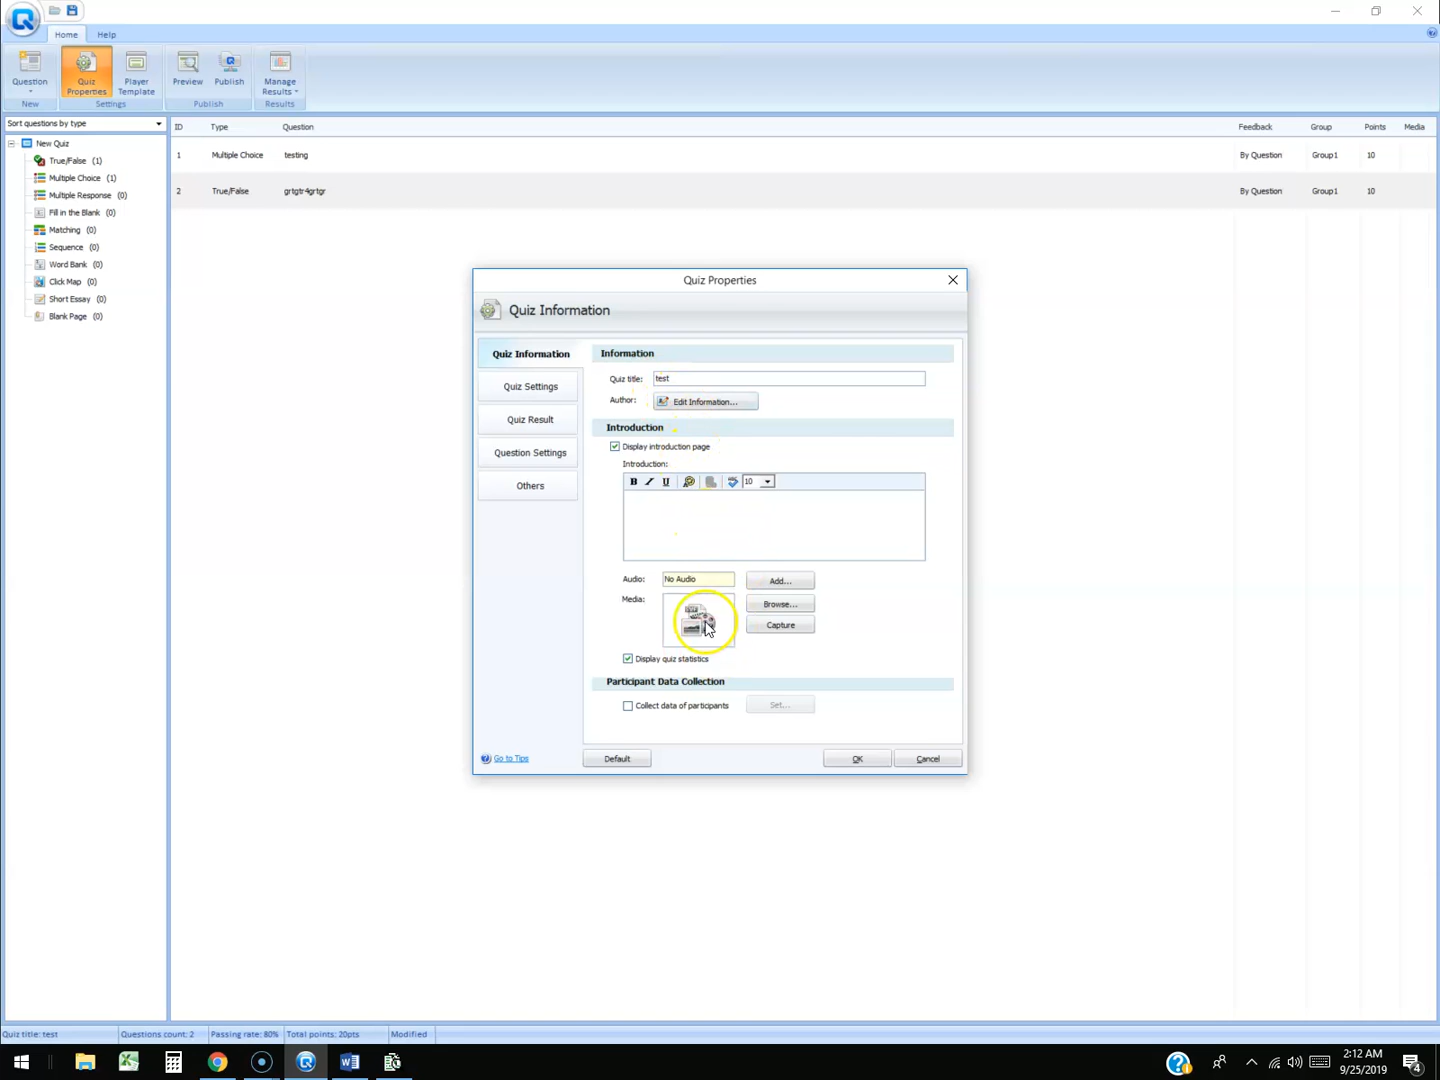 Home Help
Question Quiz Properties Player Template Preview Publish Manage Results
New Settings Publish Results
Sort questions by type
New Quiz
True/False (1)
Multiple Choice (1)
Multiple Response (0)
Fill in the Blank (0)
Matching (0)
Sequence (0)
Word Bank (0)
Click Map (0)
Short Essay (0)
Blank Page (0)
ID Type Question Feedback Group Points Media
1 Multiple Choice testing By Question Group1 10
2 True/False grtgtr4grtgr By Question Group1 10
Quiz Properties
Quiz Information
Quiz Information
Quiz Settings
Quiz Result
Question Settings
Others
Information
Quiz title: test
Author: Edit Information...
Introduction
Display introduction page
Introduction:
B I U 10
Audio: No Audio Add...
Media: Browse...
Capture
Display quiz statistics
Participant Data Collection
Collect data of participants Set...
Go to Tips Default OK Cancel
Quiz title: test Questions count: 2 Passing rate: 80% Total points: 20pts Modified
2:12 AM
9/25/2019
4